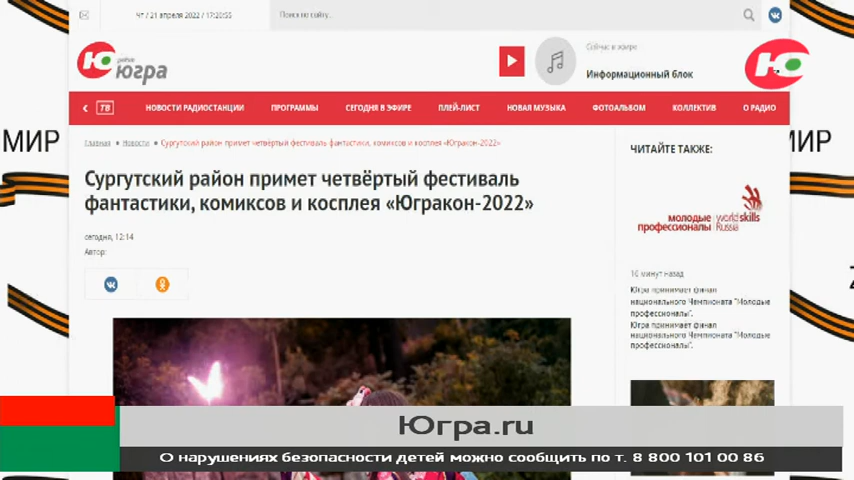 Чт / 21 апреля 2022 / 17:20:55
Поиск по сайту...
Ю
радио
Югра
Сейчас в эфире
Информационный блок
Ю
ТВ
НОВОСТИ РАДИОСТАНЦИИ
ПРОГРАММЫ
СЕГОДНЯ В ЭФИРЕ
ПЛЕЙ-ЛИСТ
НОВАЯ МУЗЫКА
ФОТОАЛЬБОМ
КОЛЛЕКТИВ
О РАДИО
МИР
МИР
Главная
Новости
Сургутский район примет четвёртый фестиваль фантастики, комиксов и косплея «Югракон-2022»
ЧИТАЙТЕ ТАКЖЕ:
Сургутский район примет четвёртый фестиваль
фантастики, комиксов и косплея «Югракон-2022»
сегодня, 12:14
Автор:
молодые
профессионалы
worldskills
Russia
10 минут назад
Югра принимает финал
национального Чемпионата "Молодые
профессионалы".
Югра принимает финал
национального Чемпионата "Молодые
профессионалы".
Югра.ru
О нарушениях безопасности детей можно сообщить по т. 8 800 101 00 86